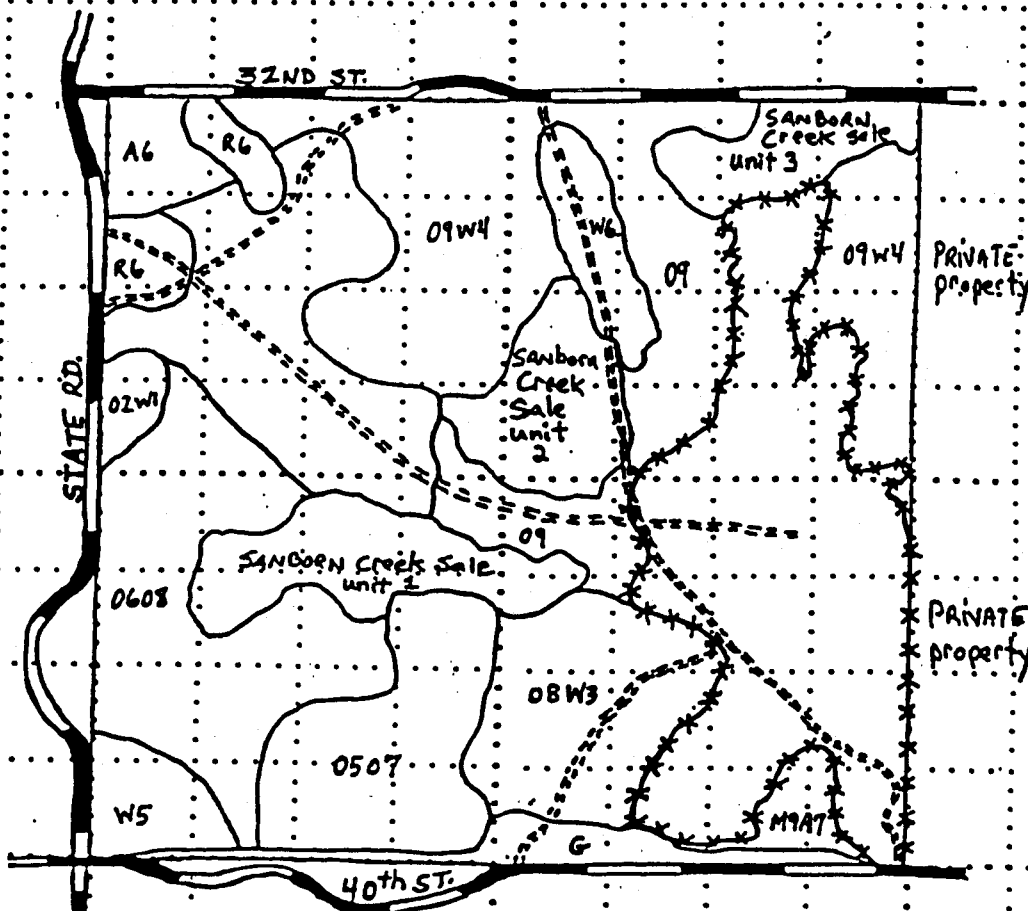 32ND ST.
A6
R6
SANBORN
Creek Sale
unit 3
09W4
W6
R6
09
09W4
PRiVATE
property
STATE RD.
02W1
SANborn
Creek
Sale
unit
2
09
SANBORN Creek Sale
unit 1
0608
PRiVATE
property
08W3
0507
W5
M9A7
G
40th ST.